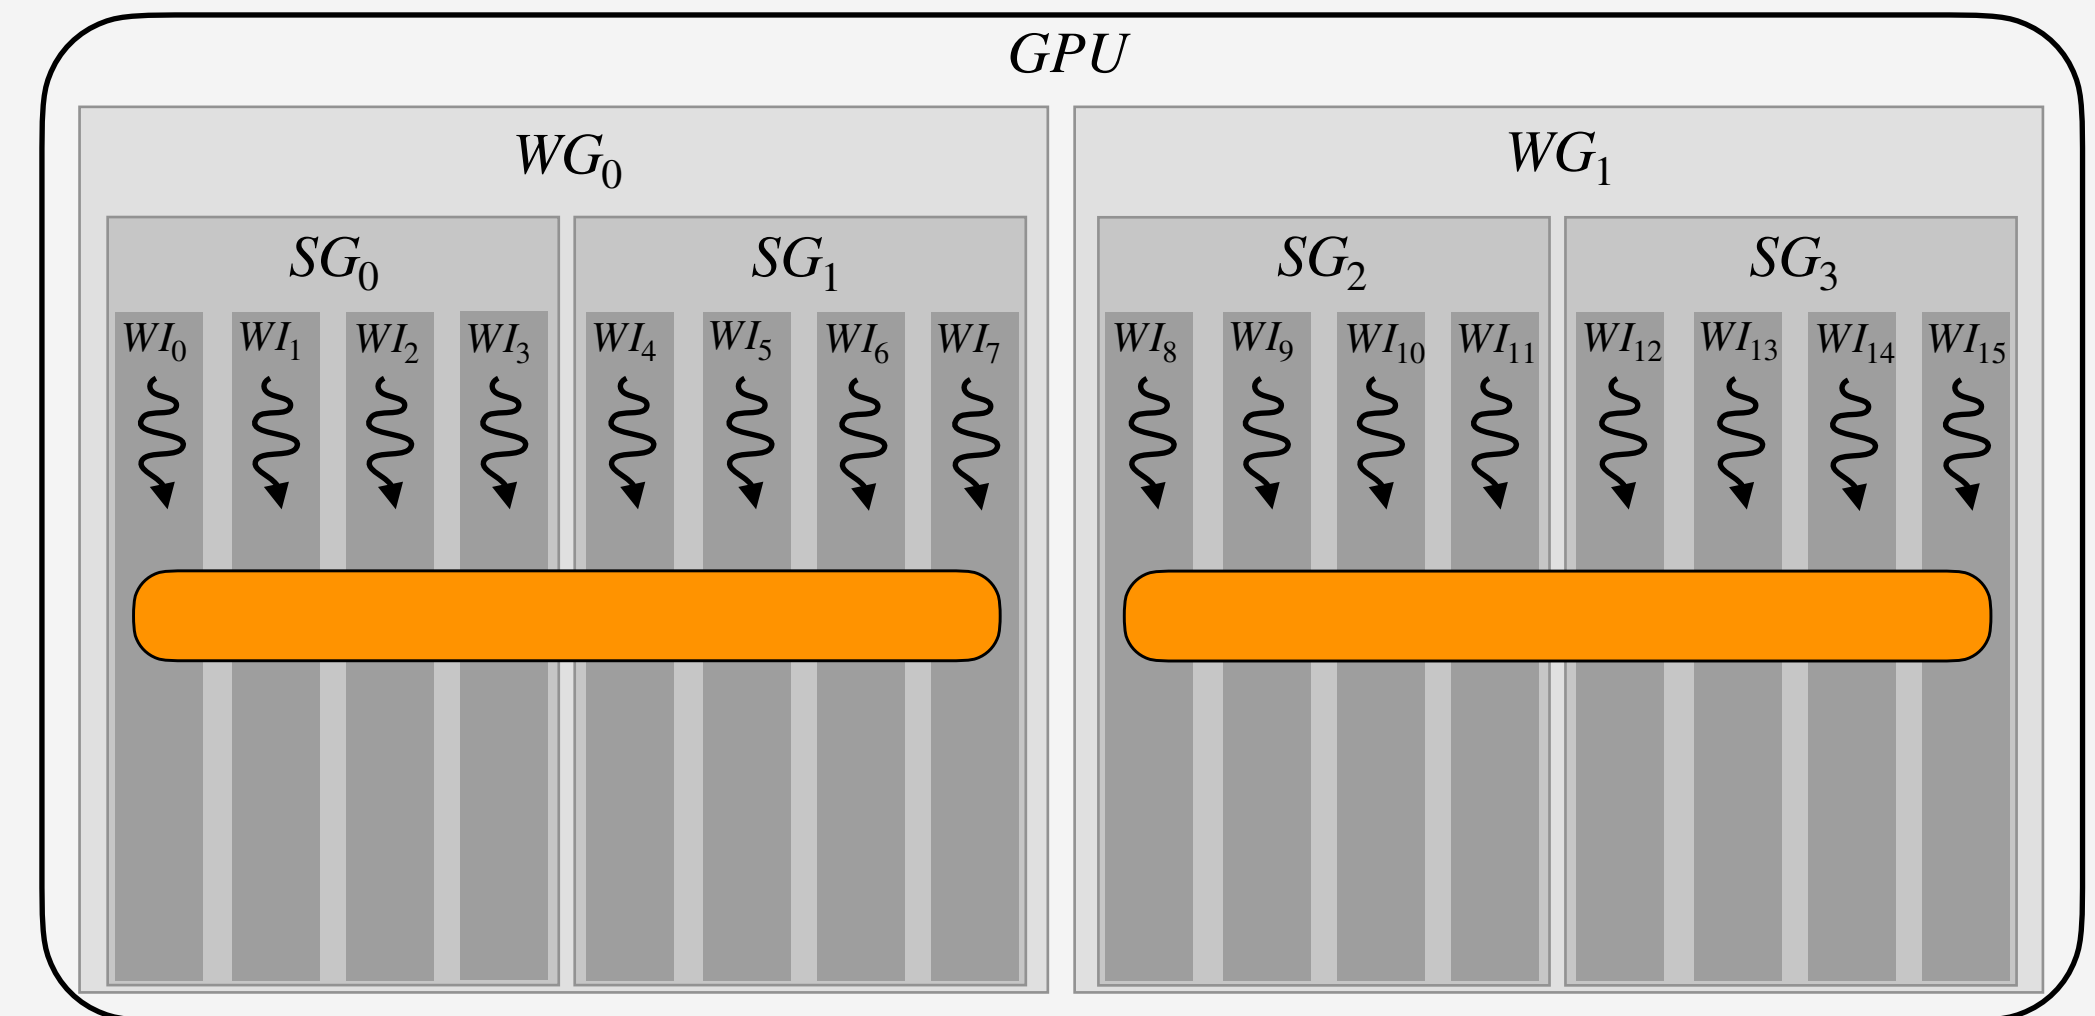 GPU
WG₀ WG₁
SG₀ SG₁ SG₂ SG₃
WI₀ WI₁ WI₂ WI₃ WI₄ WI₅ WI₆ WI₇ WI₈ WI₉ WI₁₀ WI₁₁ WI₁₂ WI₁₃ WI₁₄ WI₁₅